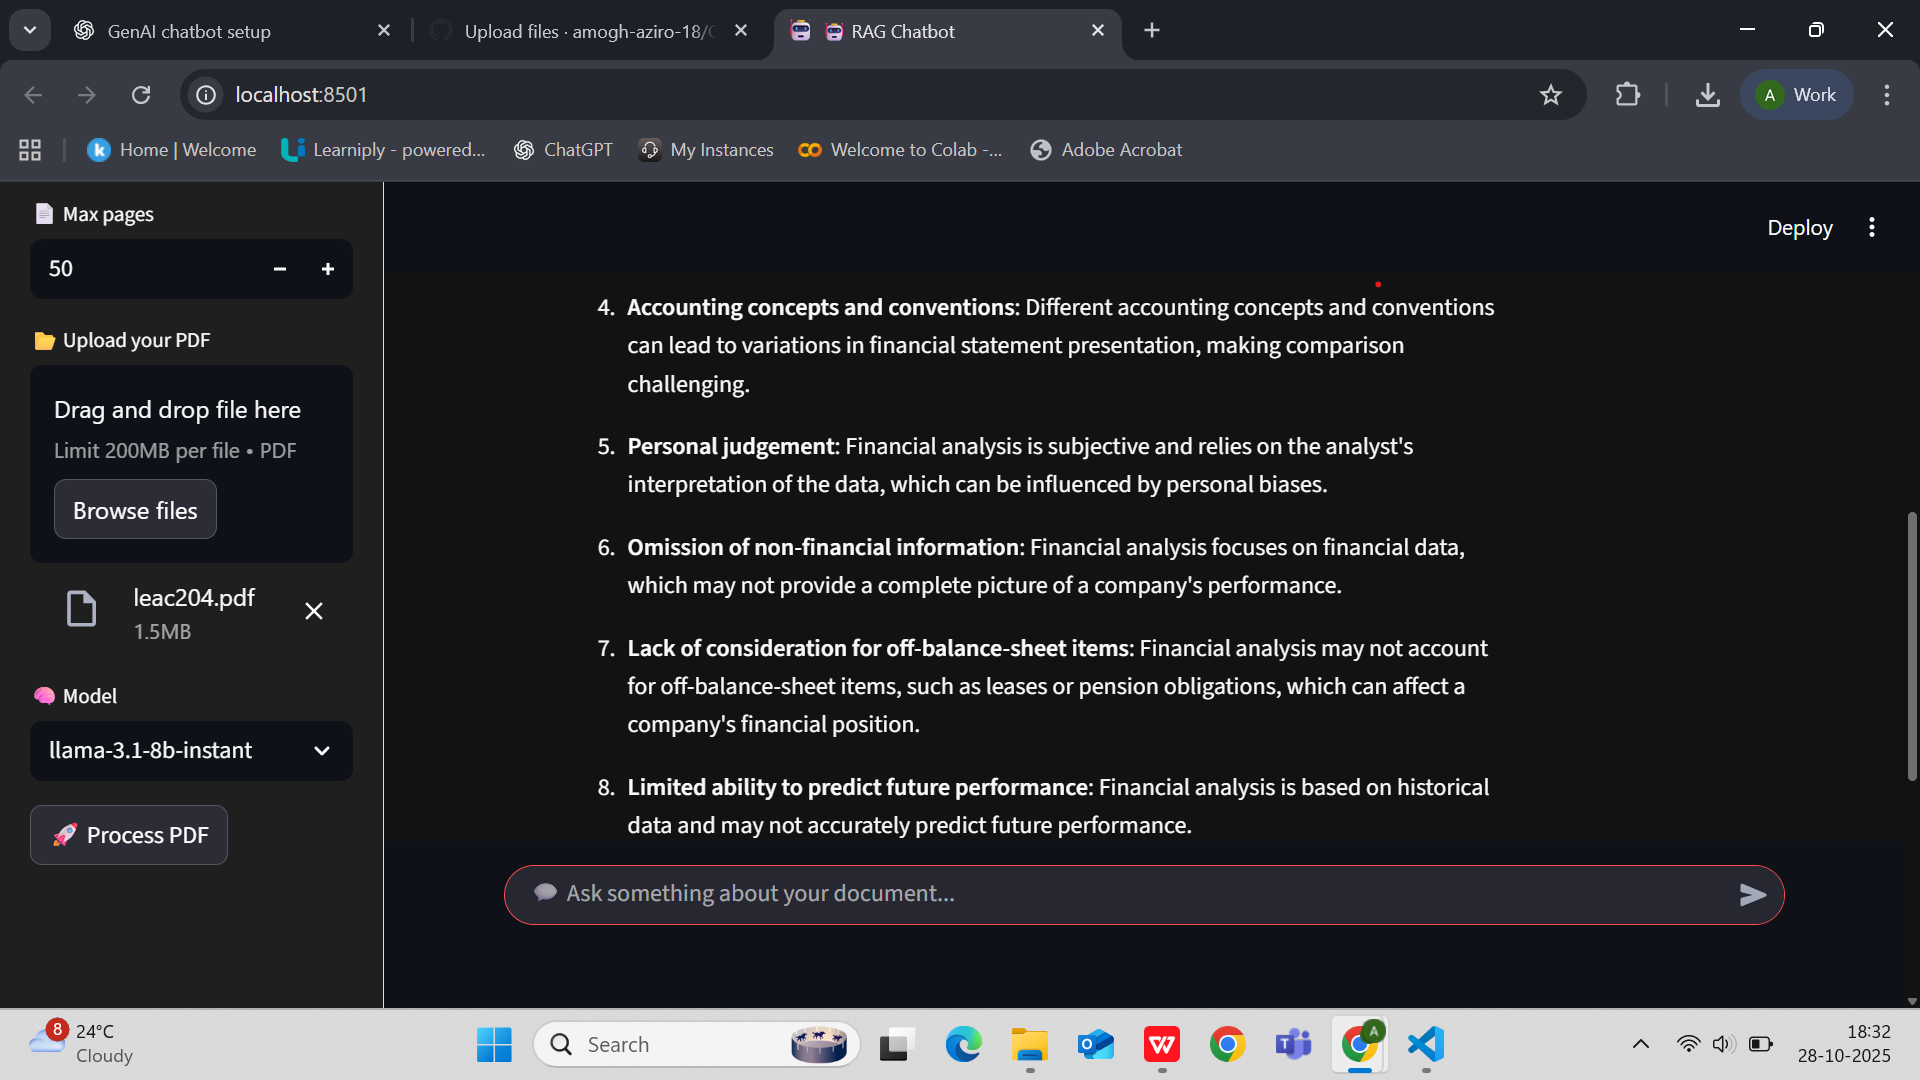 GenAI chatbot setup
Upload files · amogh-aziro-18/
RAG Chatbot
localhost:8501
A Work
Home | Welcome
Learniply - powered...
ChatGPT
My Instances
Welcome to Colab -...
Adobe Acrobat
Max pages
50
Upload your PDF
Drag and drop file here
Limit 200MB per file • PDF
Browse files
leac204.pdf
1.5MB
Model
llama-3.1-8b-instant
Process PDF
Deploy
4. Accounting concepts and conventions: Different accounting concepts and conventions
can lead to variations in financial statement presentation, making comparison
challenging.
5. Personal judgement: Financial analysis is subjective and relies on the analyst's
interpretation of the data, which can be influenced by personal biases.
6. Omission of non-financial information: Financial analysis focuses on financial data,
which may not provide a complete picture of a company's performance.
7. Lack of consideration for off-balance-sheet items: Financial analysis may not account
for off-balance-sheet items, such as leases or pension obligations, which can affect a
company's financial position.
8. Limited ability to predict future performance: Financial analysis is based on historical
data and may not accurately predict future performance.
Ask something about your document...
8
24°C
Cloudy
Search
A
18:32
28-10-2025